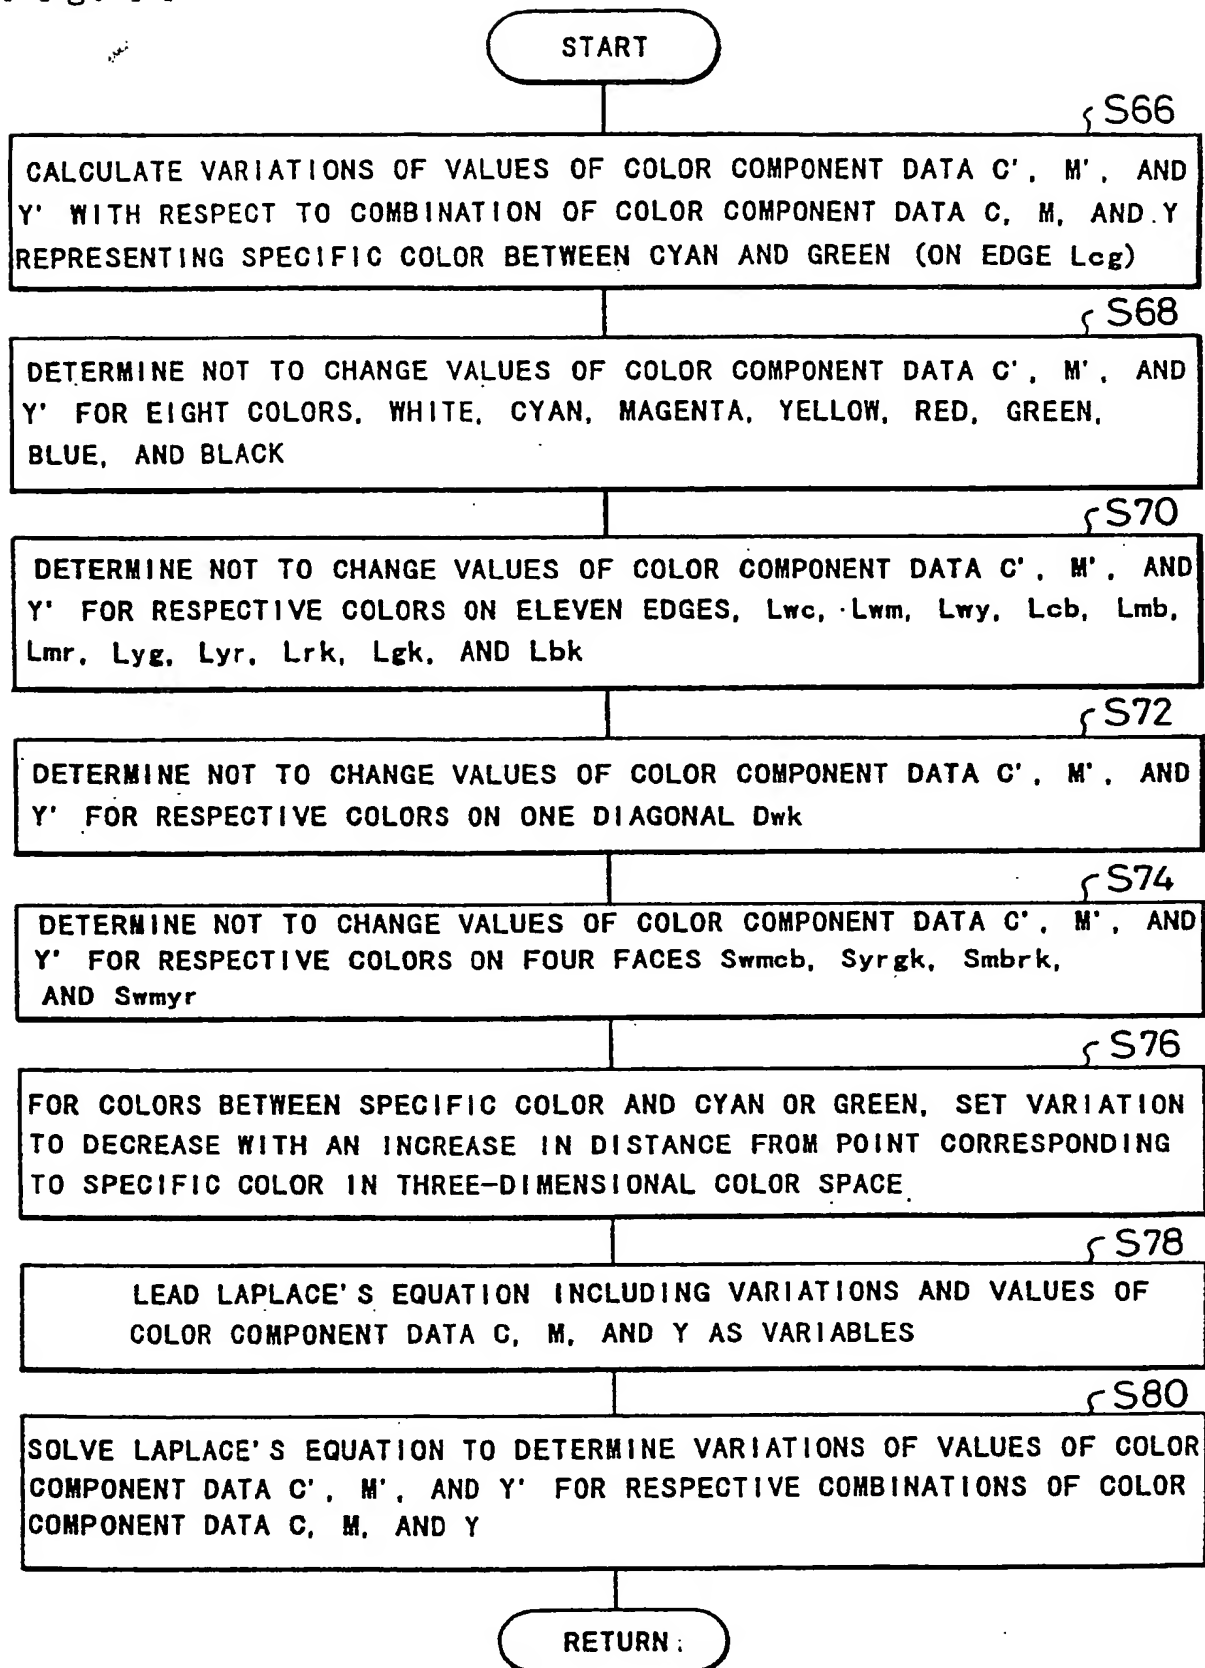 START
S66
CALCULATE VARIATIONS OF VALUES OF COLOR COMPONENT DATA C', M', AND
Y' WITH RESPECT TO COMBINATION OF COLOR COMPONENT DATA C, M, AND Y
REPRESENTING SPECIFIC COLOR BETWEEN CYAN AND GREEN (ON EDGE Lcg)
S68
DETERMINE NOT TO CHANGE VALUES OF COLOR COMPONENT DATA C', M', AND
Y' FOR EIGHT COLORS, WHITE, CYAN, MAGENTA, YELLOW, RED, GREEN,
BLUE, AND BLACK
S70
DETERMINE NOT TO CHANGE VALUES OF COLOR COMPONENT DATA C', M', AND
Y' FOR RESPECTIVE COLORS ON ELEVEN EDGES, Lwc, Lwm, Lwy, Lcb, Lmb,
Lmr, Lyg, Lyr, Lrk, Lgk, AND Lbk
S72
DETERMINE NOT TO CHANGE VALUES OF COLOR COMPONENT DATA C', M', AND
Y' FOR RESPECTIVE COLORS ON ONE DIAGONAL Dwk
S74
DETERMINE NOT TO CHANGE VALUES OF COLOR COMPONENT DATA C', M', AND
Y' FOR RESPECTIVE COLORS ON FOUR FACES Swmcb, Syrgk, Smbrk,
AND Swmyr
S76
FOR COLORS BETWEEN SPECIFIC COLOR AND CYAN OR GREEN, SET VARIATION
TO DECREASE WITH AN INCREASE IN DISTANCE FROM POINT CORRESPONDING
TO SPECIFIC COLOR IN THREE-DIMENSIONAL COLOR SPACE
S78
LEAD LAPLACE'S EQUATION INCLUDING VARIATIONS AND VALUES OF
COLOR COMPONENT DATA C, M, AND Y AS VARIABLES
S80
SOLVE LAPLACE'S EQUATION TO DETERMINE VARIATIONS OF VALUES OF COLOR
COMPONENT DATA C', M', AND Y' FOR RESPECTIVE COMBINATIONS OF COLOR
COMPONENT DATA C, M, AND Y
RETURN